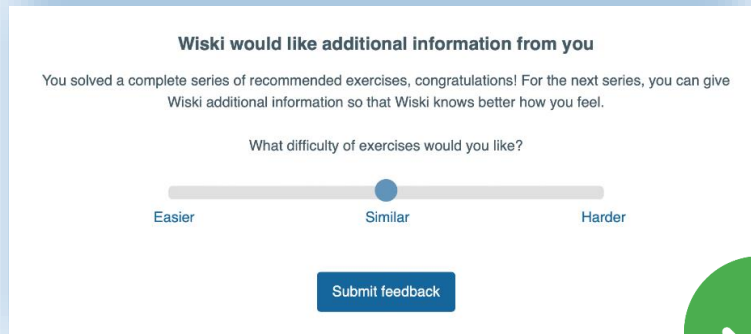 Wiski would like additional information from you
You solved a complete series of recommended exercises, congratulations! For the next series, you can give
Wiski additional information so that Wiski knows better how you feel.
What difficulty of exercises would you like?
Easier Similar Harder
Submit feedback